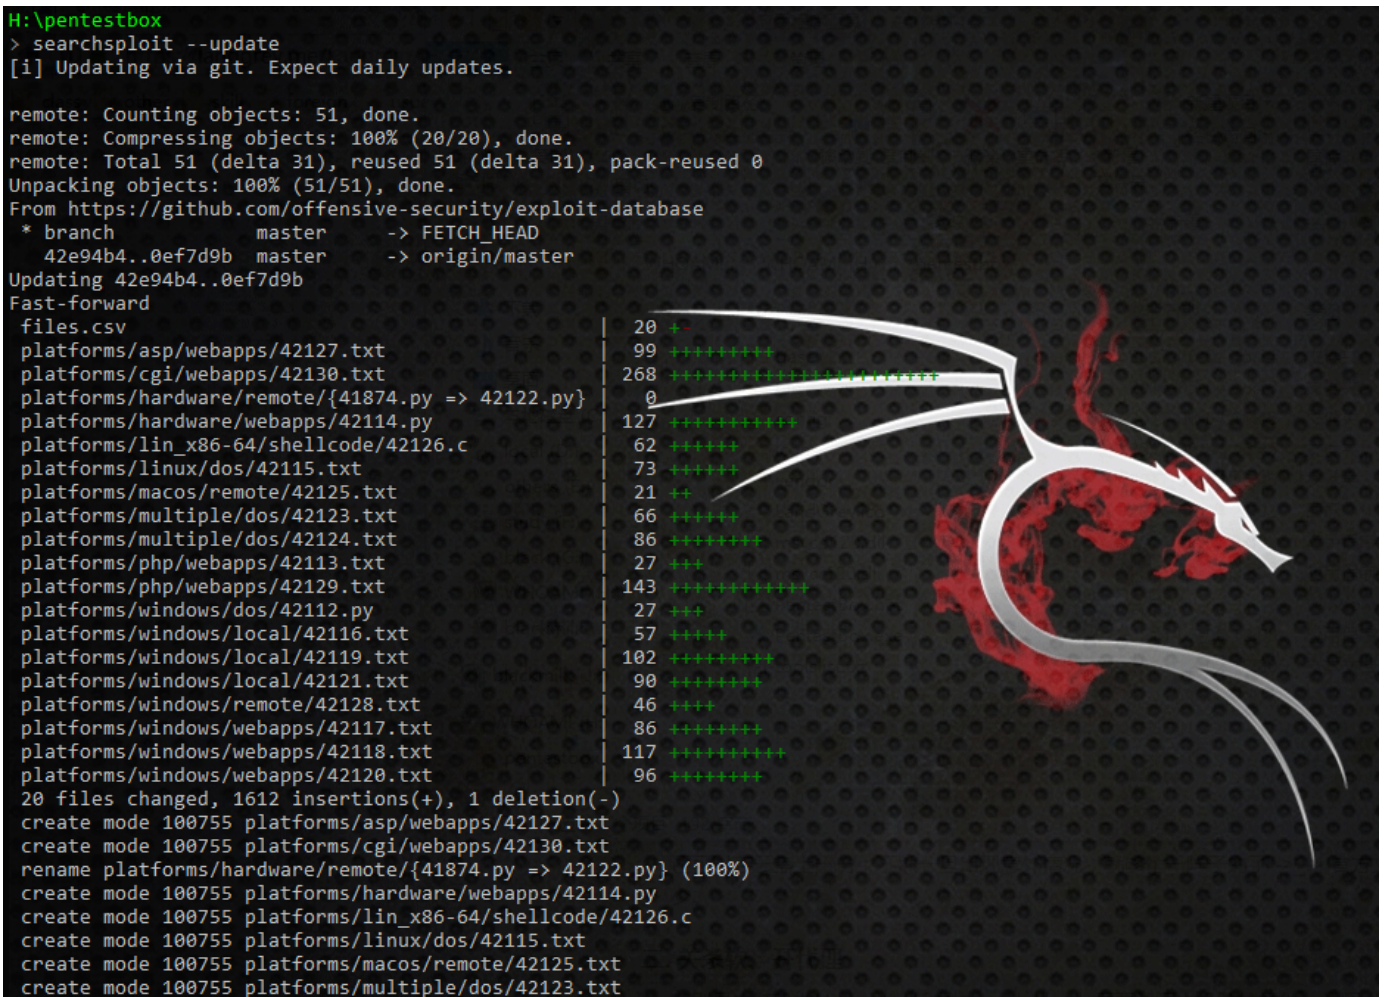 H:\pentestbox
> searchsploit --update
[i] Updating via git. Expect daily updates.
remote: Counting objects: 51, done.
remote: Compressing objects: 100% (20/20), done.
remote: Total 51 (delta 31), reused 51 (delta 31), pack-reused 0
Unpacking objects: 100% (51/51), done.
From https://github.com/offensive-security/exploit-database
 * branch            master     -> FETCH_HEAD
   42e94b4..0ef7d9b  master     -> origin/master
Updating 42e94b4..0ef7d9b
Fast-forward
 files.csv                                        |  20 +-
 platforms/asp/webapps/42127.txt                  |  99 +++++++++
 platforms/cgi/webapps/42130.txt                  | 268 +++++++++++++++++++++++
 platforms/hardware/remote/{41874.py => 42122.py} |   0
 platforms/hardware/webapps/42114.py              | 127 +++++++++++
 platforms/lin_x86-64/shellcode/42126.c           |  62 ++++++
 platforms/linux/dos/42115.txt                    |  73 ++++++
 platforms/macos/remote/42125.txt                 |  21 ++
 platforms/multiple/dos/42123.txt                 |  66 ++++++
 platforms/multiple/dos/42124.txt                 |  86 ++++++++
 platforms/php/webapps/42113.txt                  |  27 +++
 platforms/php/webapps/42129.txt                  | 143 ++++++++++++
 platforms/windows/dos/42112.py                   |  27 +++
 platforms/windows/local/42116.txt                |  57 +++++
 platforms/windows/local/42119.txt                | 102 +++++++++
 platforms/windows/local/42121.txt                |  90 ++++++++
 platforms/windows/remote/42128.txt               |  46 ++++
 platforms/windows/webapps/42117.txt              |  86 ++++++++
 platforms/windows/webapps/42118.txt              | 117 ++++++++++
 platforms/windows/webapps/42120.txt              |  96 ++++++++
 20 files changed, 1612 insertions(+), 1 deletion(-)
 create mode 100755 platforms/asp/webapps/42127.txt
 create mode 100755 platforms/cgi/webapps/42130.txt
 rename platforms/hardware/remote/{41874.py => 42122.py} (100%)
 create mode 100755 platforms/hardware/webapps/42114.py
 create mode 100755 platforms/lin_x86-64/shellcode/42126.c
 create mode 100755 platforms/linux/dos/42115.txt
 create mode 100755 platforms/macos/remote/42125.txt
 create mode 100755 platforms/multiple/dos/42123.txt